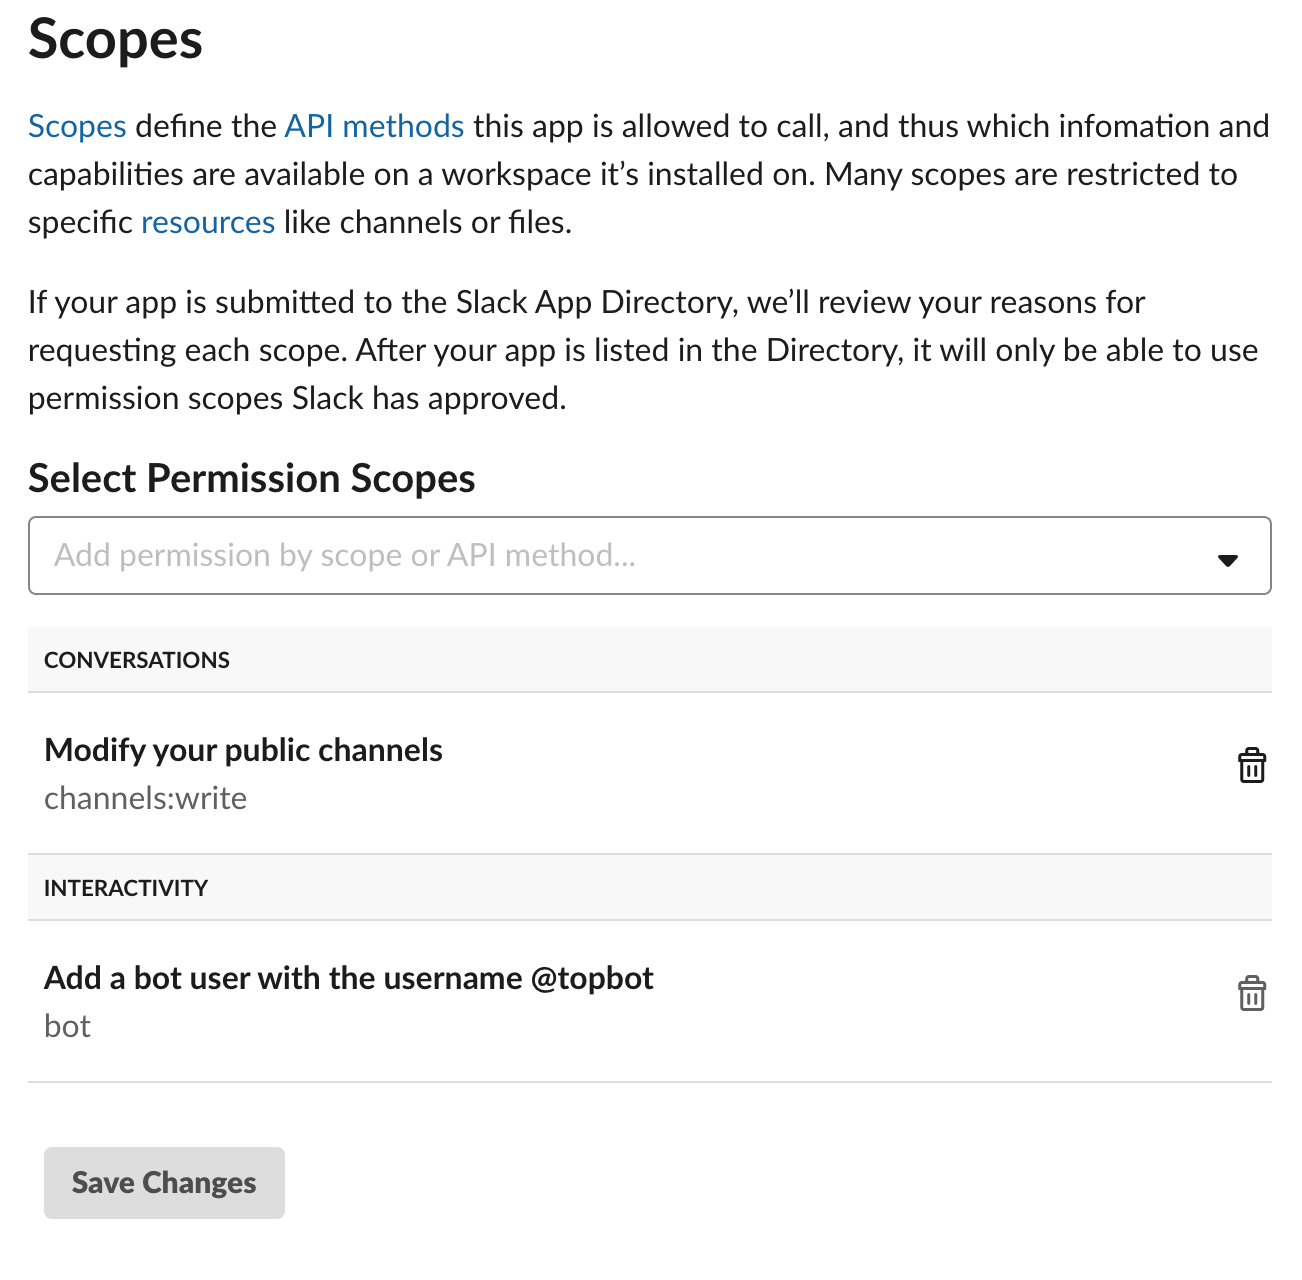 Scopes
Scopes define the API methods this app is allowed to call, and thus which infomation and
capabilities are available on a workspace it’s installed on. Many scopes are restricted to
specific resources like channels or files.
If your app is submitted to the Slack App Directory, we’ll review your reasons for
requesting each scope. After your app is listed in the Directory, it will only be able to use
permission scopes Slack has approved.
Select Permission Scopes
Add permission by scope or API method...
CONVERSATIONS
Modify your public channels
channels:write
INTERACTIVITY
Add a bot user with the username @topbot
bot
Save Changes